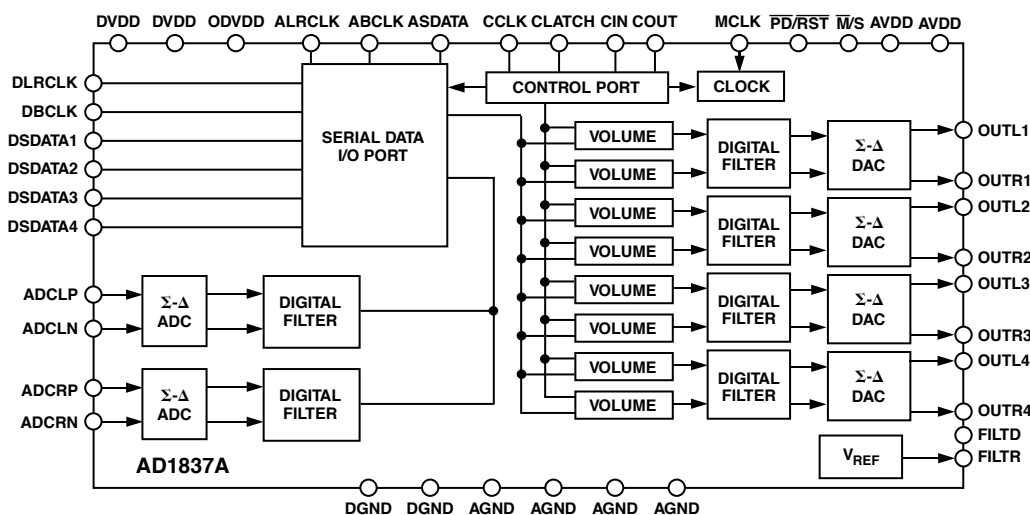 DVDD DVDD ODVDD ALRCLK ABCLK ASDATA CCLK CLATCH CIN COUT MCLK PD/RST M/S AVDD AVDD
DLRCLK
DBCLK
DSDATA1
DSDATA2
DSDATA3
DSDATA4
ADCLP
ADCLN
ADCRP
ADCRN
SERIAL DATA
I/O PORT
CONTROL PORT
CLOCK
Σ-Δ
ADC
DIGITAL
FILTER
Σ-Δ
ADC
DIGITAL
FILTER
VOLUME
VOLUME
VOLUME
VOLUME
VOLUME
VOLUME
VOLUME
VOLUME
DIGITAL
FILTER
DIGITAL
FILTER
DIGITAL
FILTER
DIGITAL
FILTER
Σ-Δ
DAC
Σ-Δ
DAC
Σ-Δ
DAC
Σ-Δ
DAC
OUTL1
OUTR1
OUTL2
OUTR2
OUTL3
OUTR3
OUTL4
OUTR4
FILTD
FILTR
VREF
AD1837A
DGND DGND AGND AGND AGND AGND